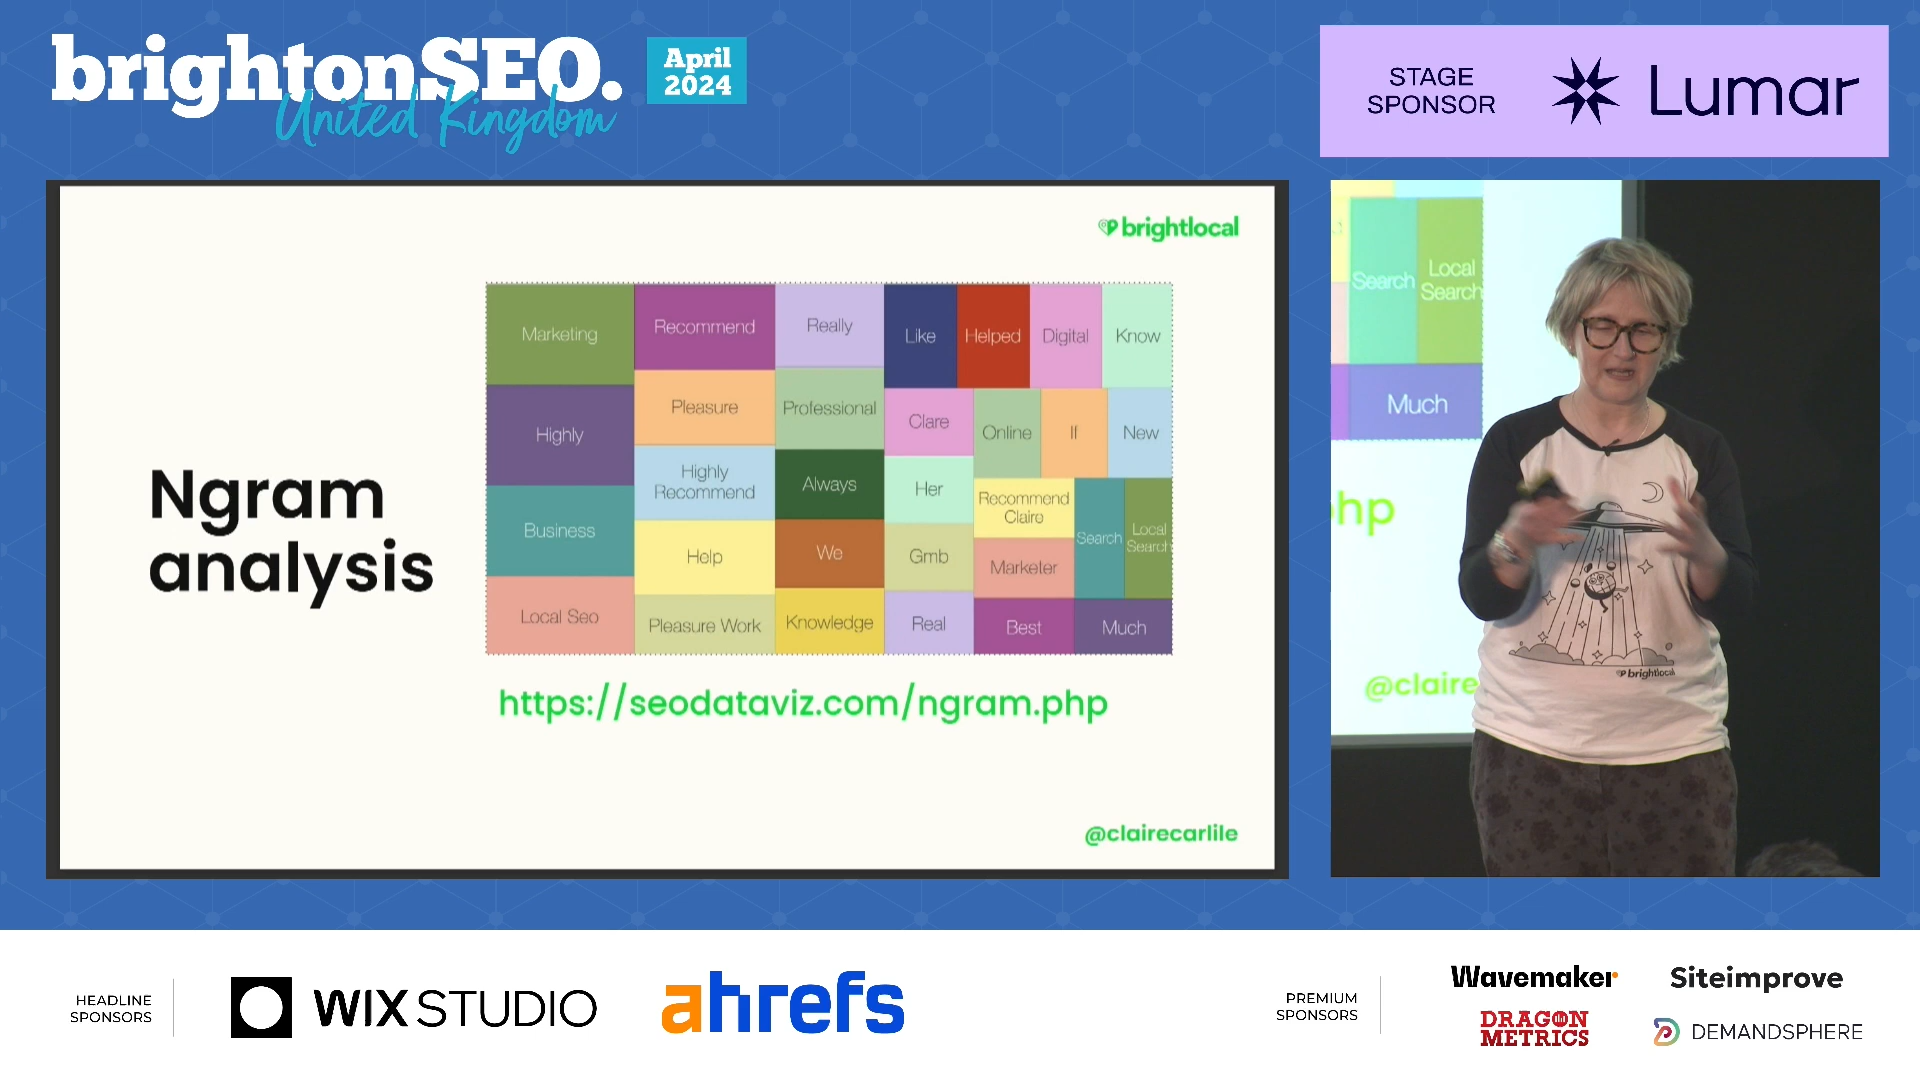 brightonSEO.
United Kingdom
April
2024
STAGE
SPONSOR
Lumar
brightlocal
Ngram
analysis
Marketing
Highly
Business
Local Seo
Recommend
Pleasure
Highly
Recommend
Help
Pleasure Work
Really
Professional
Always
We
Knowledge
Like
Helped
Digital
Know
Clare
Her
Gmb
Real
Online
If
New
Recommend
Claire
Marketer
Search
Local
Search
Best
Much
https://seodataviz.com/ngram.php
@clairecarlile
Search
Local
Search
Much
hp
@claire
brightlocal
HEADLINE
SPONSORS
WIX STUDIO
ahrefs
PREMIUM
SPONSORS
Wavemaker
Siteimprove
DRAGON
METRICS
DEMANDSPHERE